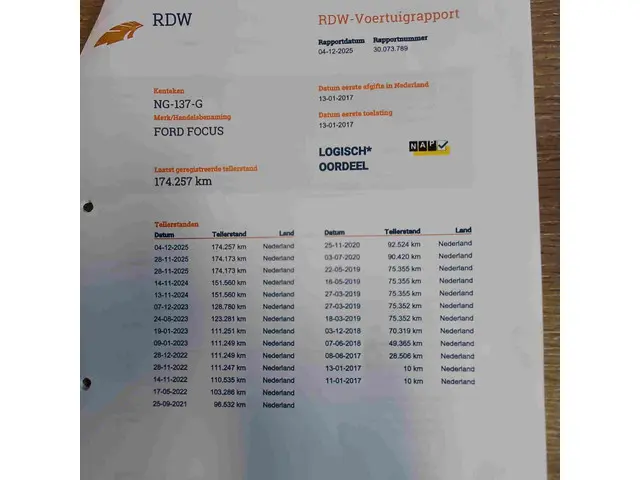 RDW
RDW-Voertuigrapport
Rapportdatum Rapportnummer
04-12-2025 30.073.789
Kenteken
NG-137-G
Merk/Handelsbenaming
FORD FOCUS
Laatst geregistreerde tellerstand
174.257 km
Datum eerste afgifte in Nederland
13-01-2017
Datum eerste toelating
13-01-2017
LOGISCH*
OORDEEL
NAP
Tellerstanden
Datum Tellerstand Land
04-12-2025 174.257 km Nederland
28-11-2025 174.173 km Nederland
28-11-2025 174.173 km Nederland
14-11-2024 151.560 km Nederland
13-11-2024 151.560 km Nederland
07-12-2023 128.780 km Nederland
24-08-2023 123.281 km Nederland
19-01-2023 111.251 km Nederland
09-01-2023 111.249 km Nederland
28-12-2022 111.249 km Nederland
28-11-2022 111.247 km Nederland
14-11-2022 110.535 km Nederland
17-05-2022 103.286 km Nederland
25-09-2021 98.532 km Nederland
Datum Tellerstand Land
25-11-2020 92.524 km Nederland
03-07-2020 90.420 km Nederland
22-05-2019 75.355 km Nederland
16-05-2019 75.355 km Nederland
27-03-2019 75.355 km Nederland
27-03-2019 75.352 km Nederland
18-03-2019 75.352 km Nederland
03-12-2018 70.319 km Nederland
07-06-2018 49.365 km Nederland
08-06-2017 28.506 km Nederland
13-01-2017 10 km Nederland
11-01-2017 10 km Nederland